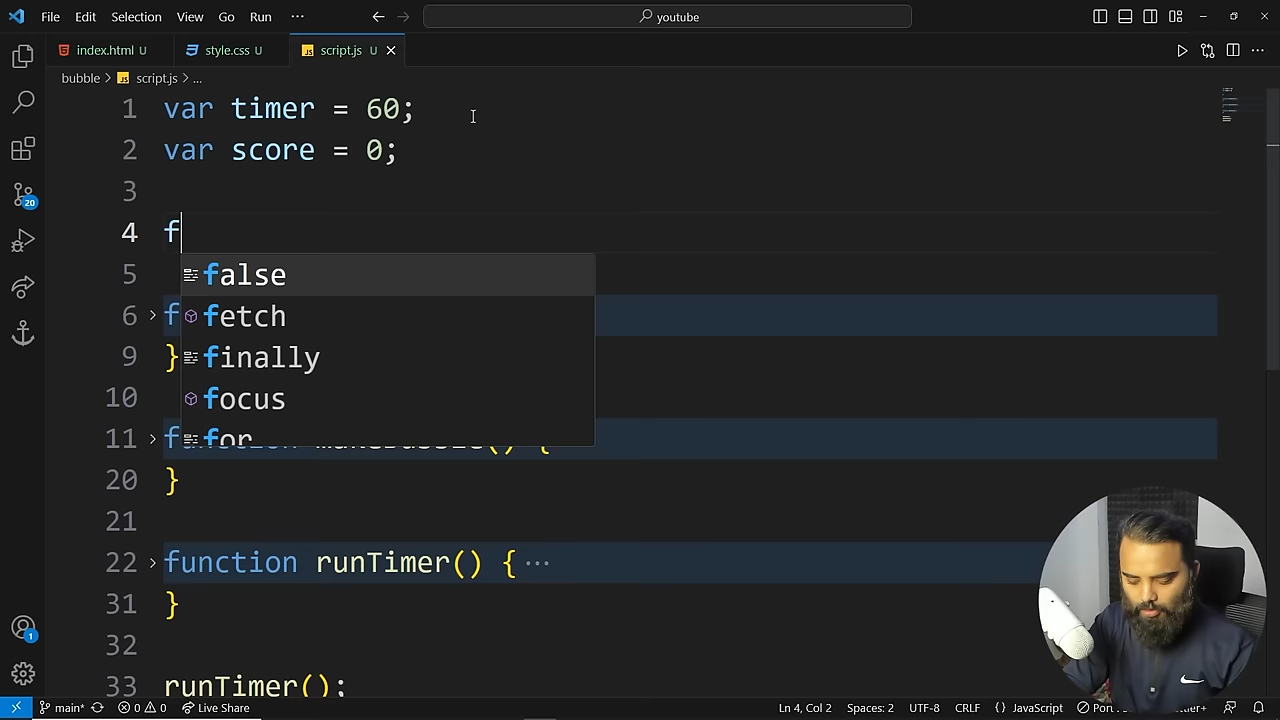 File Edit Selection View Go Run ··· youtube
index.html U style.css U script.js U
bubble > script.js > ...
1 var timer = 60;
2 var score = 0;
3
4 f
5 false
6 f fetch
9 } finally
10 focus
11 f for () {
20 }
21
22 function runTimer() { ···
31 }
32
33 runTimer();
20
1
main* 0 0 Live Share Ln 4, Col 2 Spaces: 2 UTF-8 CRLF {} JavaScript